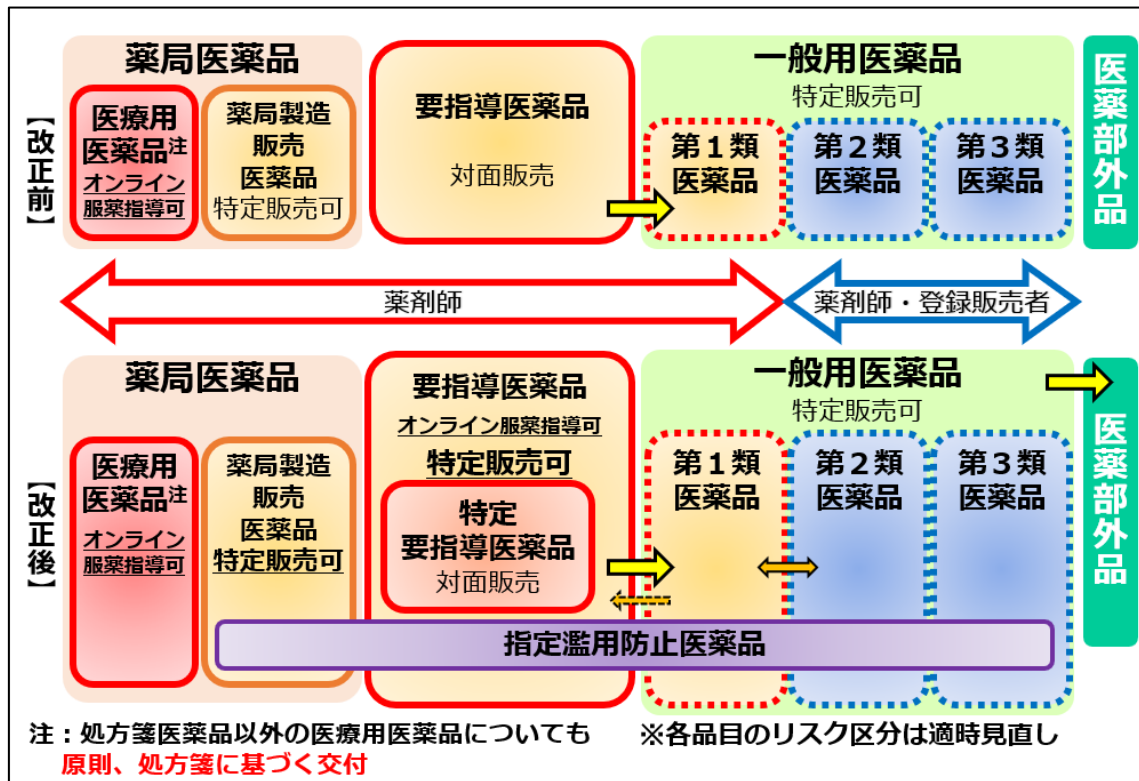 【改正前】
薬局医薬品
医療用
医薬品注
オンライン
服薬指導可
薬局製造
販売
医薬品
特定販売可
要指導医薬品
対面販売
一般用医薬品
特定販売可
第1類
医薬品
第2類
医薬品
第3類
医薬品
医薬部外品
薬剤師
薬剤師・登録販売者
【改正後】
薬局医薬品
医療用
医薬品注
オンライン
服薬指導可
薬局製造
販売
医薬品
特定販売可
要指導医薬品
オンライン服薬指導可
特定販売可
特定
要指導医薬品
対面販売
一般用医薬品
特定販売可
第1類
医薬品
第2類
医薬品
第3類
医薬品
医薬部外品
指定濫用防止医薬品
注：処方箋医薬品以外の医療用医薬品についても
原則、処方箋に基づく交付
※各品目のリスク区分は適時見直し